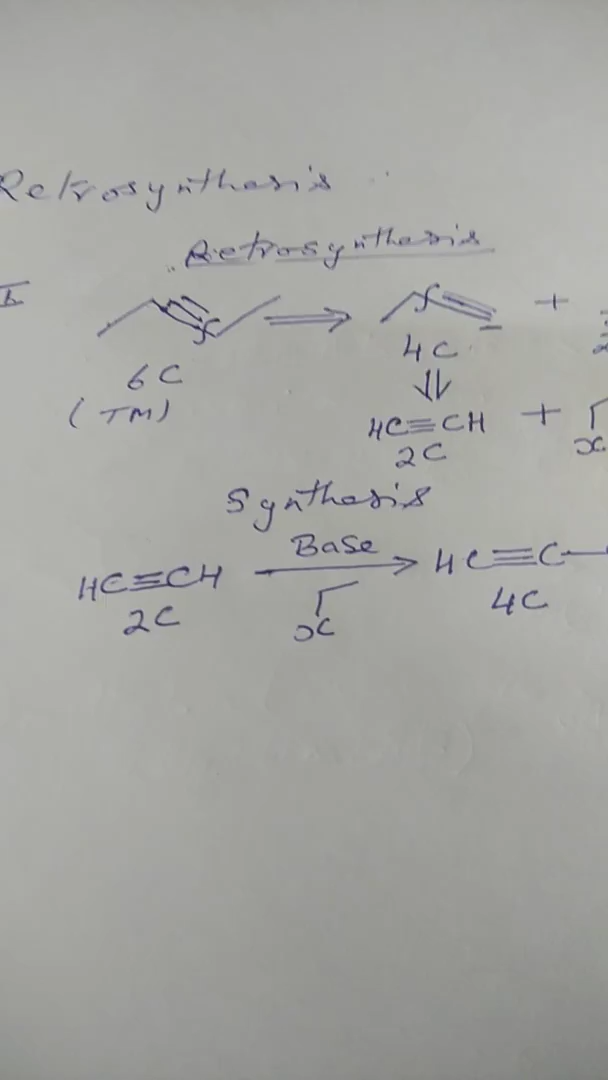 Retrosynthesis
Retrosynthesis
+
4C
6C
(TM)
HC≡CH +
2C
x
Synthesis
HC≡CH Base HC≡C—
2C x 4C